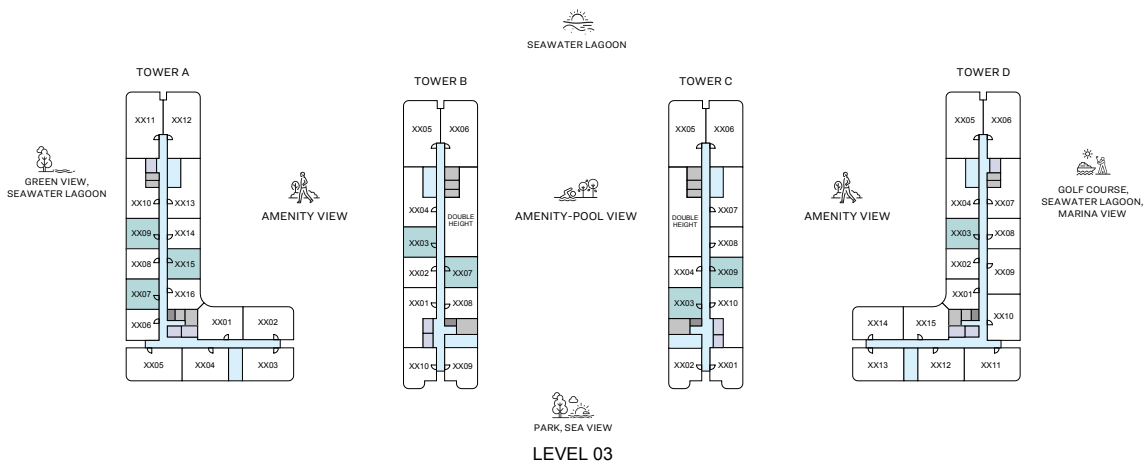 SEAWATER LAGOON
TOWER A
TOWER B
TOWER C
TOWER D
GREEN VIEW,
SEAWATER LAGOON
AMENITY VIEW
AMENITY-POOL VIEW
AMENITY VIEW
GOLF COURSE,
SEAWATER LAGOON,
MARINA VIEW
XX11 XX12
XX10 XX13
XX09 XX14
XX08 XX15
XX07 XX16
XX06 XX01 XX02
XX05 XX04 XX03
XX05 XX06
XX04 DOUBLE
HEIGHT
XX03
XX02 XX07
XX01 XX08
XX10 XX09
XX05 XX06
XX07
DOUBLE
HEIGHT XX08
XX04 XX09
XX03 XX10
XX02 XX01
XX05 XX06
XX04 XX07
XX03 XX08
XX02 XX09
XX01
XX14 XX15 XX10
XX13 XX12 XX11
PARK, SEA VIEW
LEVEL 03